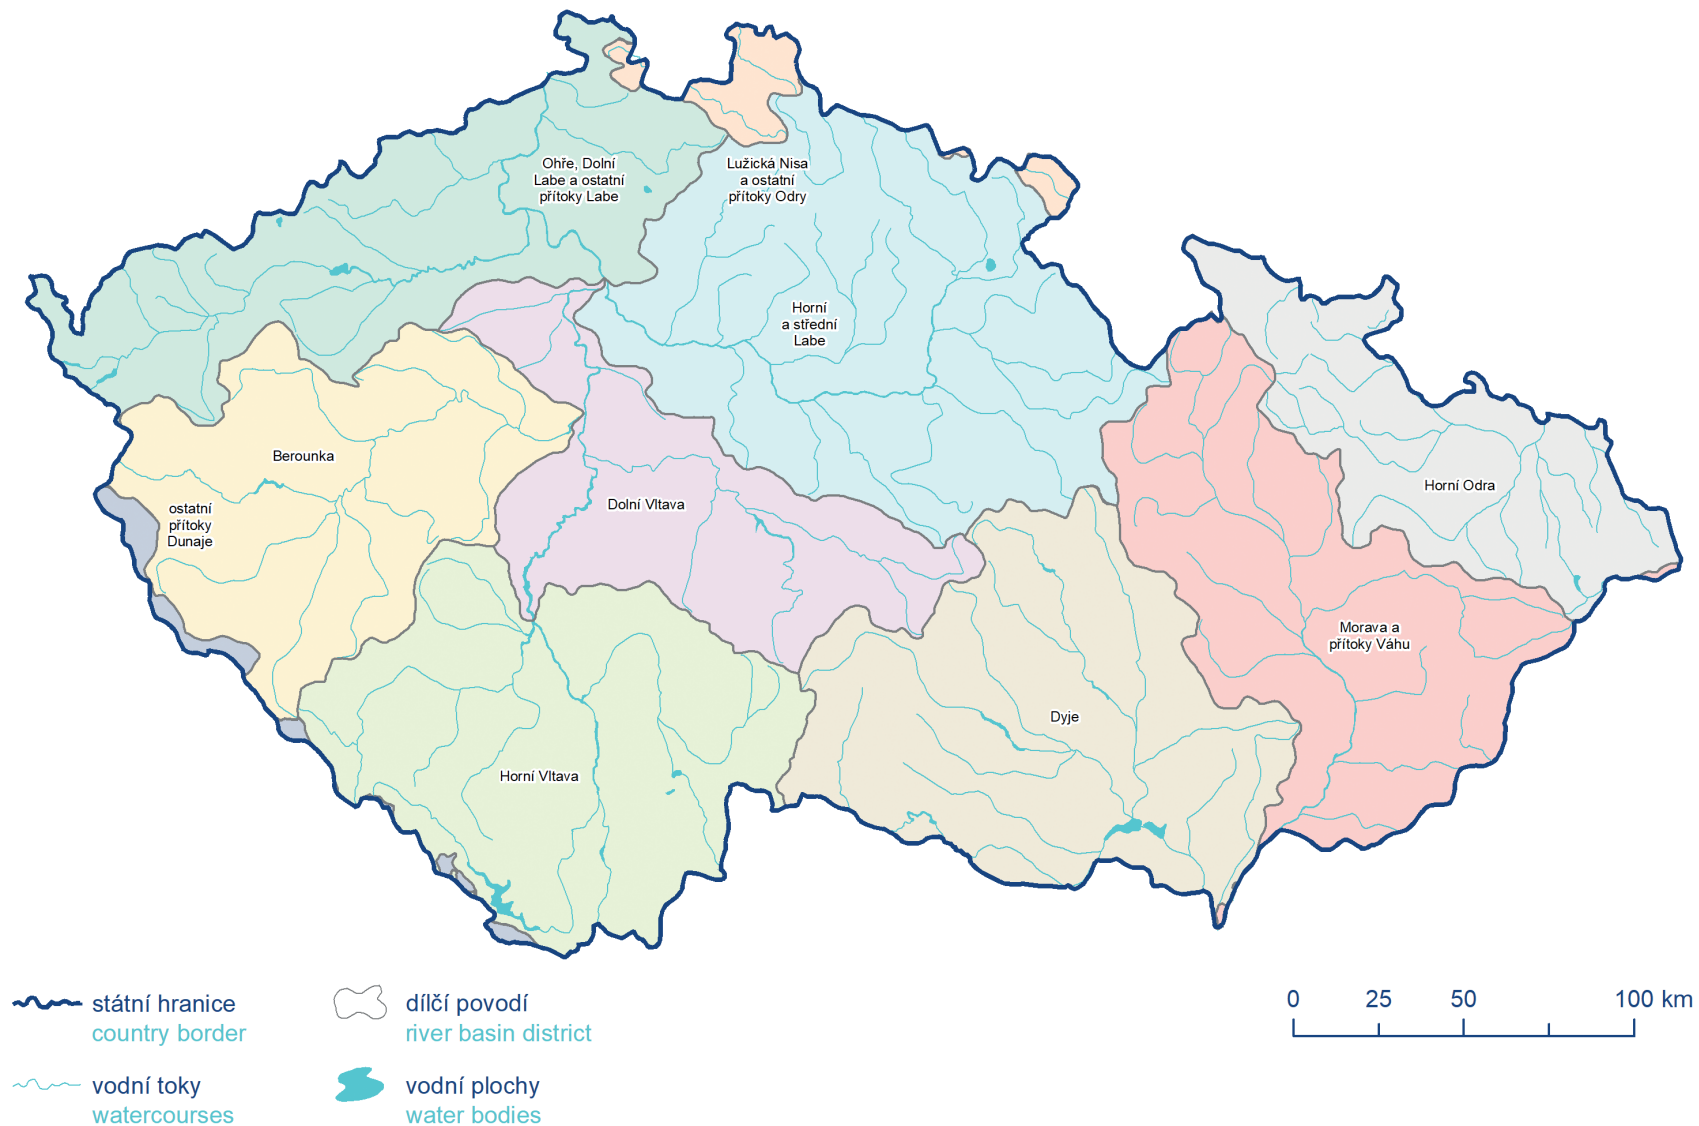 Ohře, Dolní
Labe a ostatní
přítoky Labe
Lužická Nisa
a ostatní
přítoky Odry
Horní
a střední
Labe
Berounka
ostatní
přítoky
Dunaje
Dolní Vltava
Horní Odra
Morava a
přítoky Váhu
Dyje
Horní Vltava
státní hranice
country border
vodní toky
watercourses
dílčí povodí
river basin district
vodní plochy
water bodies
0 25 50 100 km